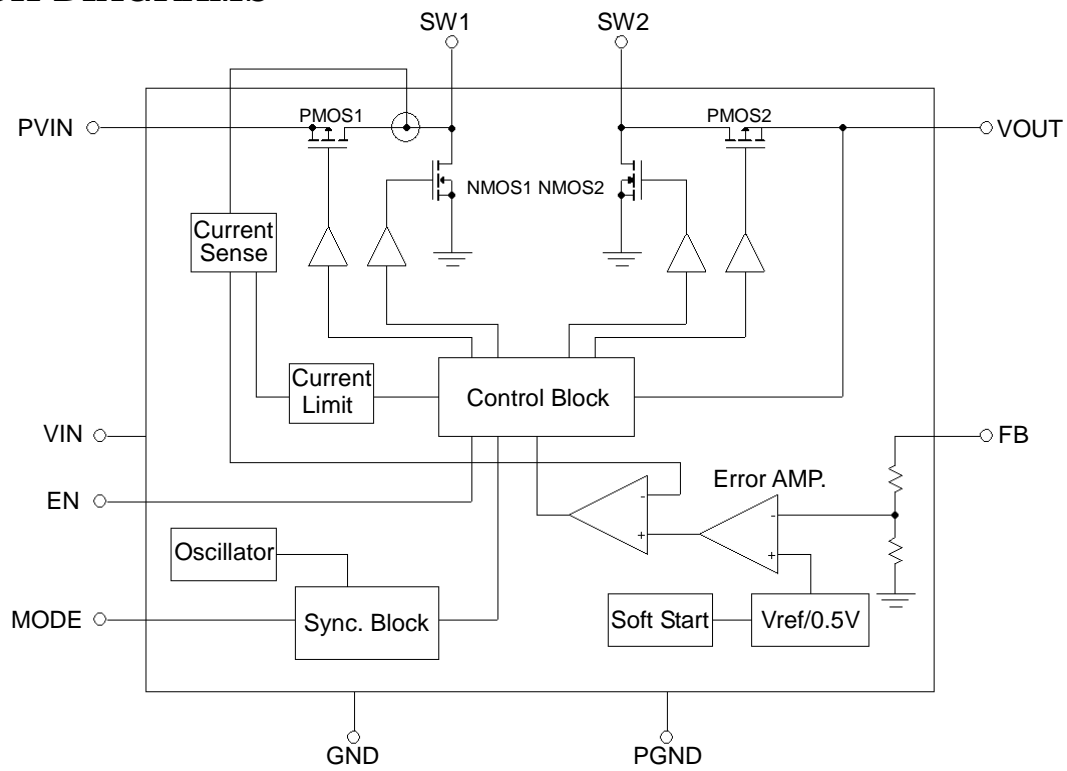 SW1 SW2
PVIN PMOS1 PMOS2 VOUT
NMOS1 NMOS2
Current
Sense
Current
Limit
Control Block
VIN FB
EN Error AMP.
- -
+ +
Oscillator
MODE Sync. Block Soft Start Vref/0.5V
GND PGND